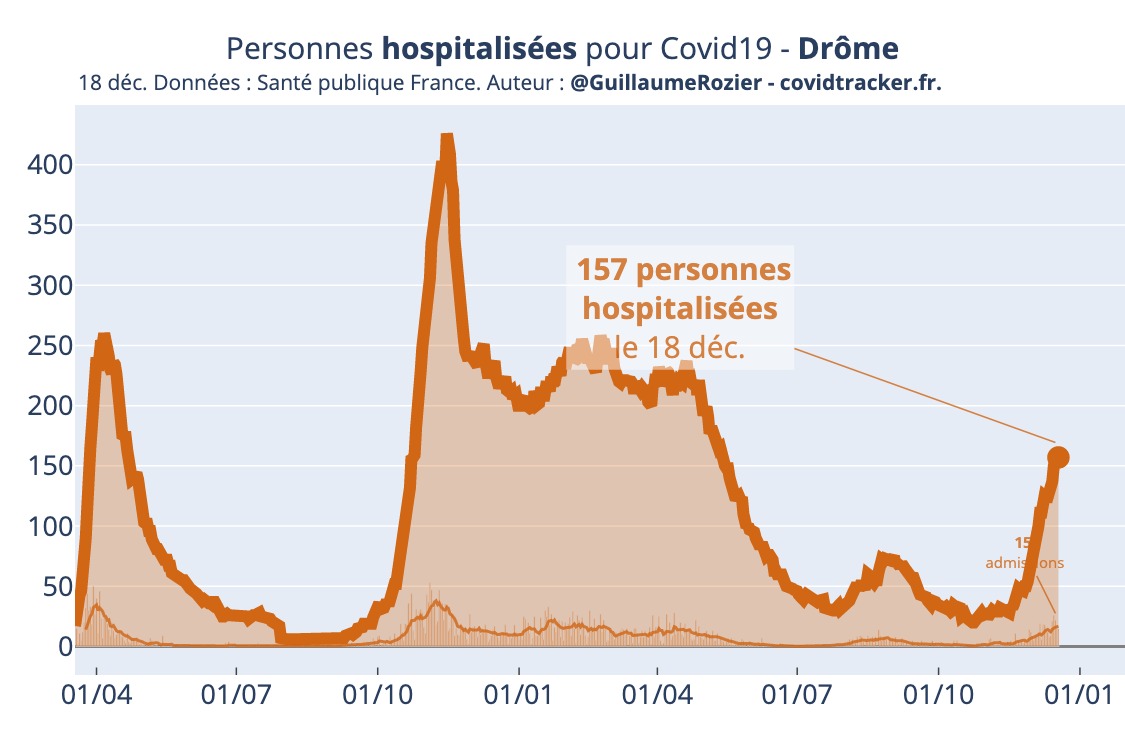 Personnes hospitalisées pour Covid19 - Drôme
18 déc. Données : Santé publique France. Auteur : @GuillaumeRozier - covidtracker.fr.
400
350
300
250
200
150
100
50
0
157 personnes
hospitalisées
le 18 déc.
admissions
01/04 01/07 01/10 01/01 01/04 01/07 01/10 01/01